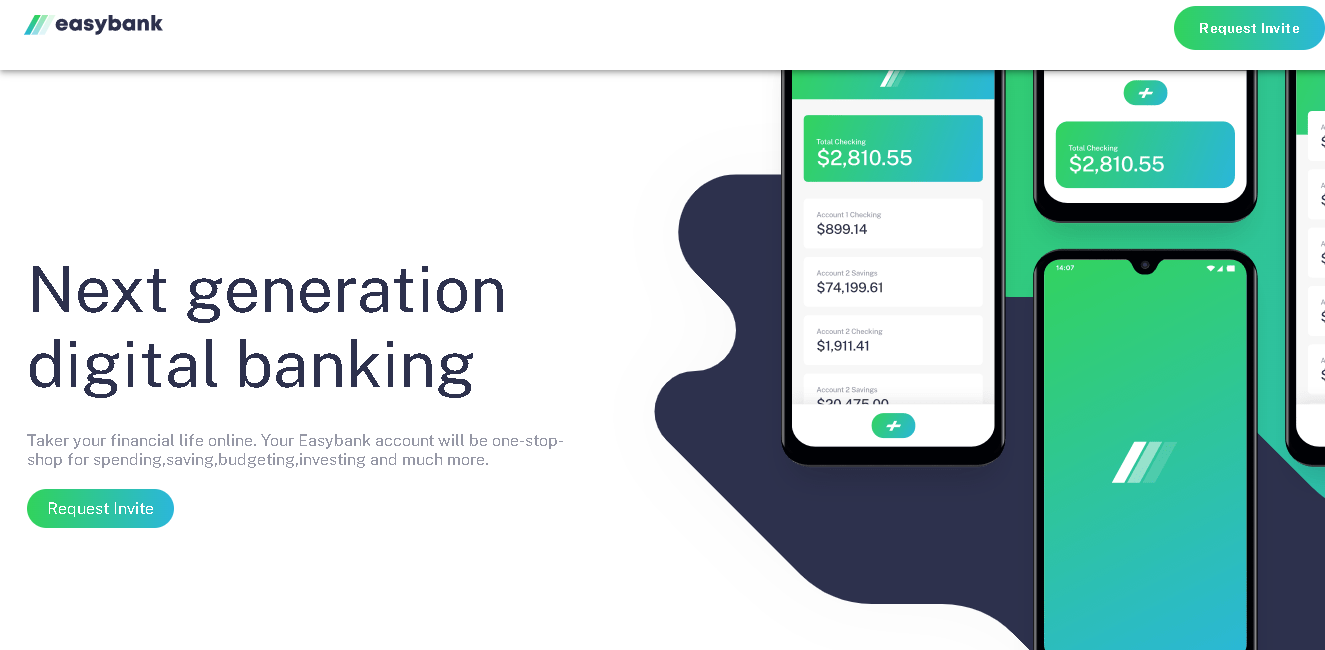 easybank
Request Invite
Next generation
digital banking
Taker your financial life online. Your Easybank account will be one-stop-
shop for spending,saving,budgeting,investing and much more.
Request Invite
Total Checking
$2,810.55
Account 1 Checking
$899.14
Account 2 Savings
$74,199.61
Account 2 Checking
$1,911.41
Account 2 Savings
$20,475.00
Total Checking
$2,810.55
14:07